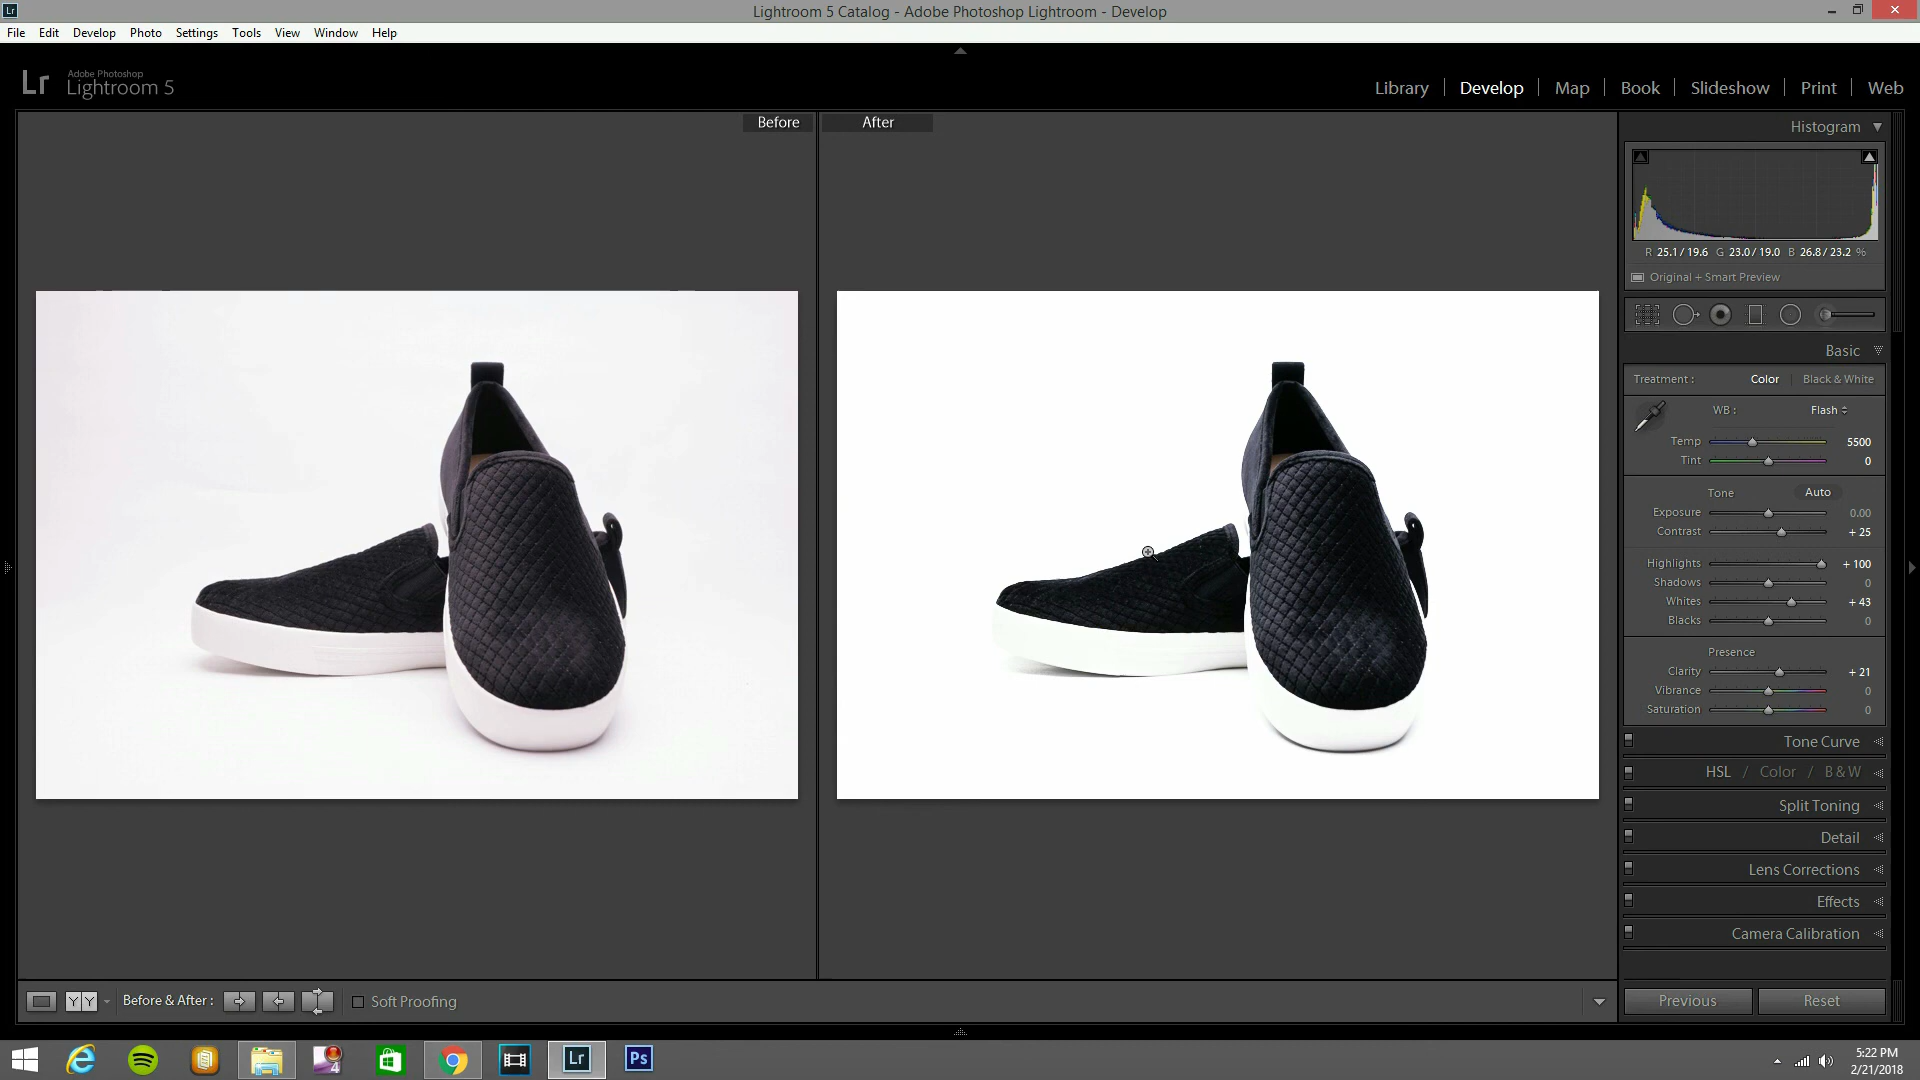 Lr
Lightroom 5 Catalog - Adobe Photoshop Lightroom - Develop
File Edit Develop Photo Settings Tools View Window Help
Lr Adobe Photoshop
Lightroom 5
Library Develop Map Book Slideshow Print Web
Before After
Histogram
R 25.1 / 19.6 G 23.0 / 19.0 B 26.8 / 23.2 %
Original + Smart Preview
Basic
Treatment : Color Black & White
WB : Flash
Temp 5500
Tint 0
Tone Auto
Exposure 0.00
Contrast + 25
Highlights + 100
Shadows 0
Whites + 43
Blacks 0
Presence
Clarity + 21
Vibrance 0
Saturation 0
Tone Curve
HSL / Color / B & W
Split Toning
Detail
Lens Corrections
Effects
Camera Calibration
Y Y Before & After : Soft Proofing
Previous Reset
4 Lr Ps
5:22 PM
2/21/2018